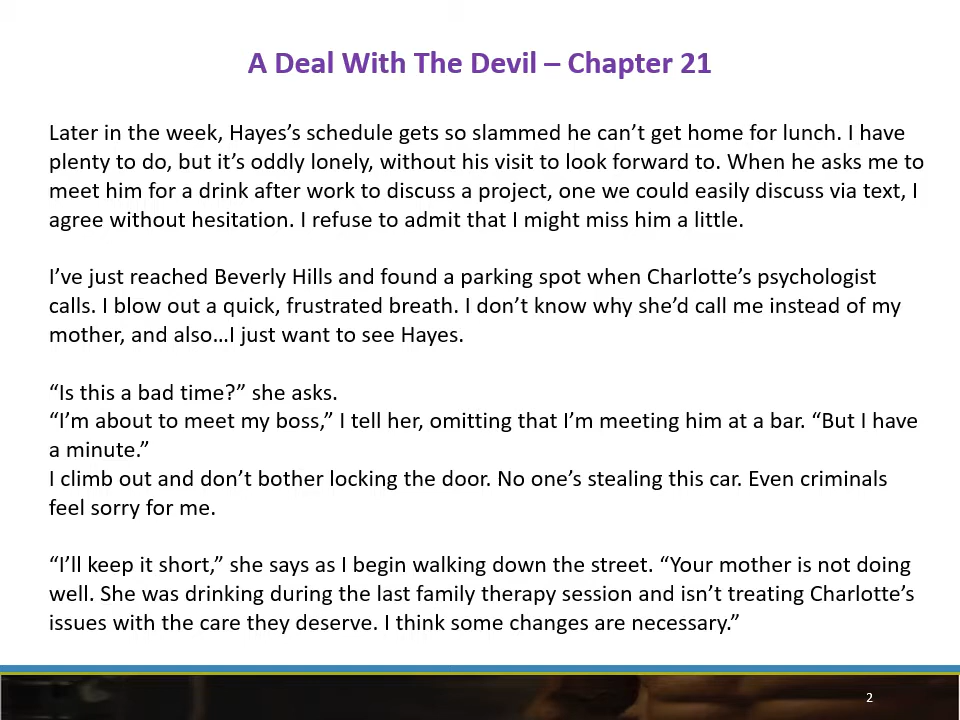 A Deal With The Devil – Chapter 21
Later in the week, Hayes’s schedule gets so slammed he can’t get home for lunch. I have
plenty to do, but it’s oddly lonely, without his visit to look forward to. When he asks me to
meet him for a drink after work to discuss a project, one we could easily discuss via text, I
agree without hesitation. I refuse to admit that I might miss him a little.
I’ve just reached Beverly Hills and found a parking spot when Charlotte’s psychologist
calls. I blow out a quick, frustrated breath. I don’t know why she’d call me instead of my
mother, and also…I just want to see Hayes.
“Is this a bad time?” she asks.
“I’m about to meet my boss,” I tell her, omitting that I’m meeting him at a bar. “But I have
a minute.”
I climb out and don’t bother locking the door. No one’s stealing this car. Even criminals
feel sorry for me.
“I’ll keep it short,” she says as I begin walking down the street. “Your mother is not doing
well. She was drinking during the last family therapy session and isn’t treating Charlotte’s
issues with the care they deserve. I think some changes are necessary.”
2